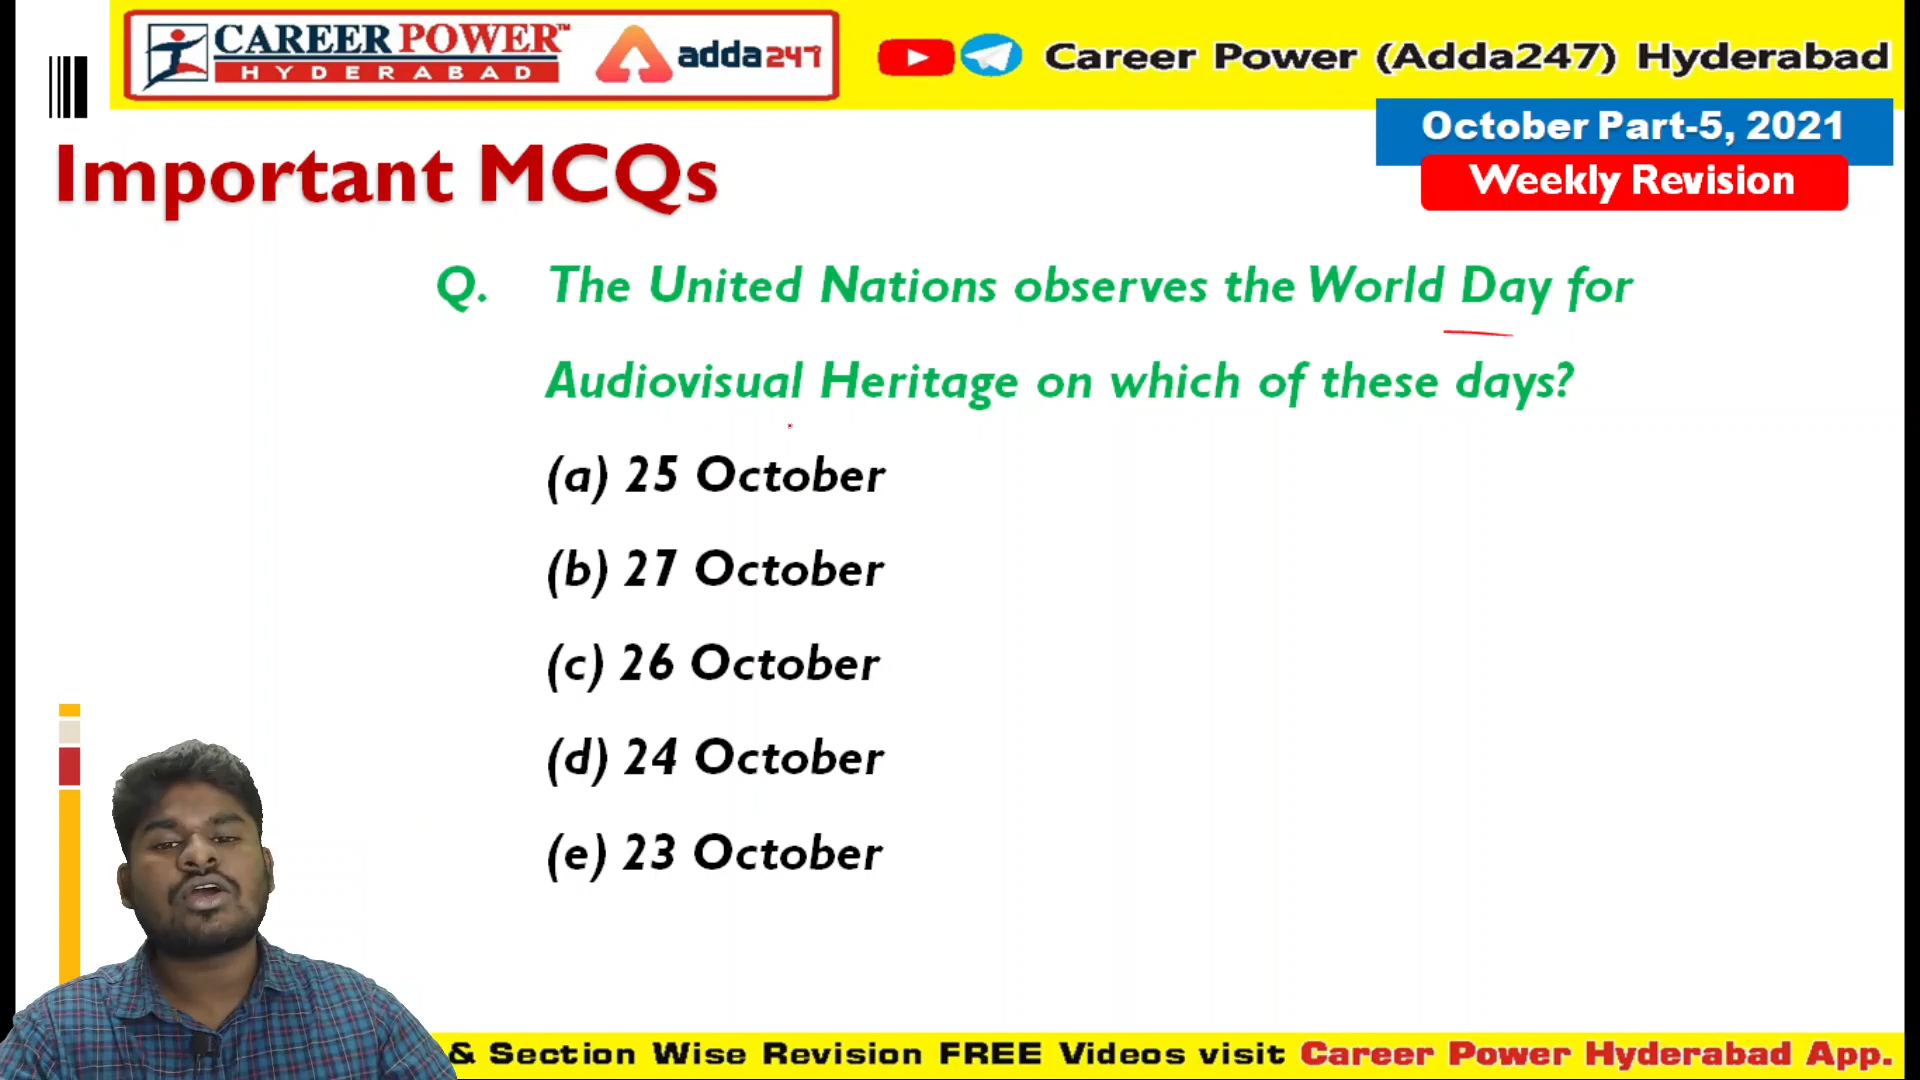 CAREER POWER™
HYDERABAD
adda247
Career Power (Adda247) Hyderabad
October Part-5, 2021
Weekly Revision
Important MCQs
Q. The United Nations observes the World Day for
Audiovisual Heritage on which of these days?
(a) 25 October
(b) 27 October
(c) 26 October
(d) 24 October
(e) 23 October
& Section Wise Revision FREE Videos visit Career Power Hyderabad App.